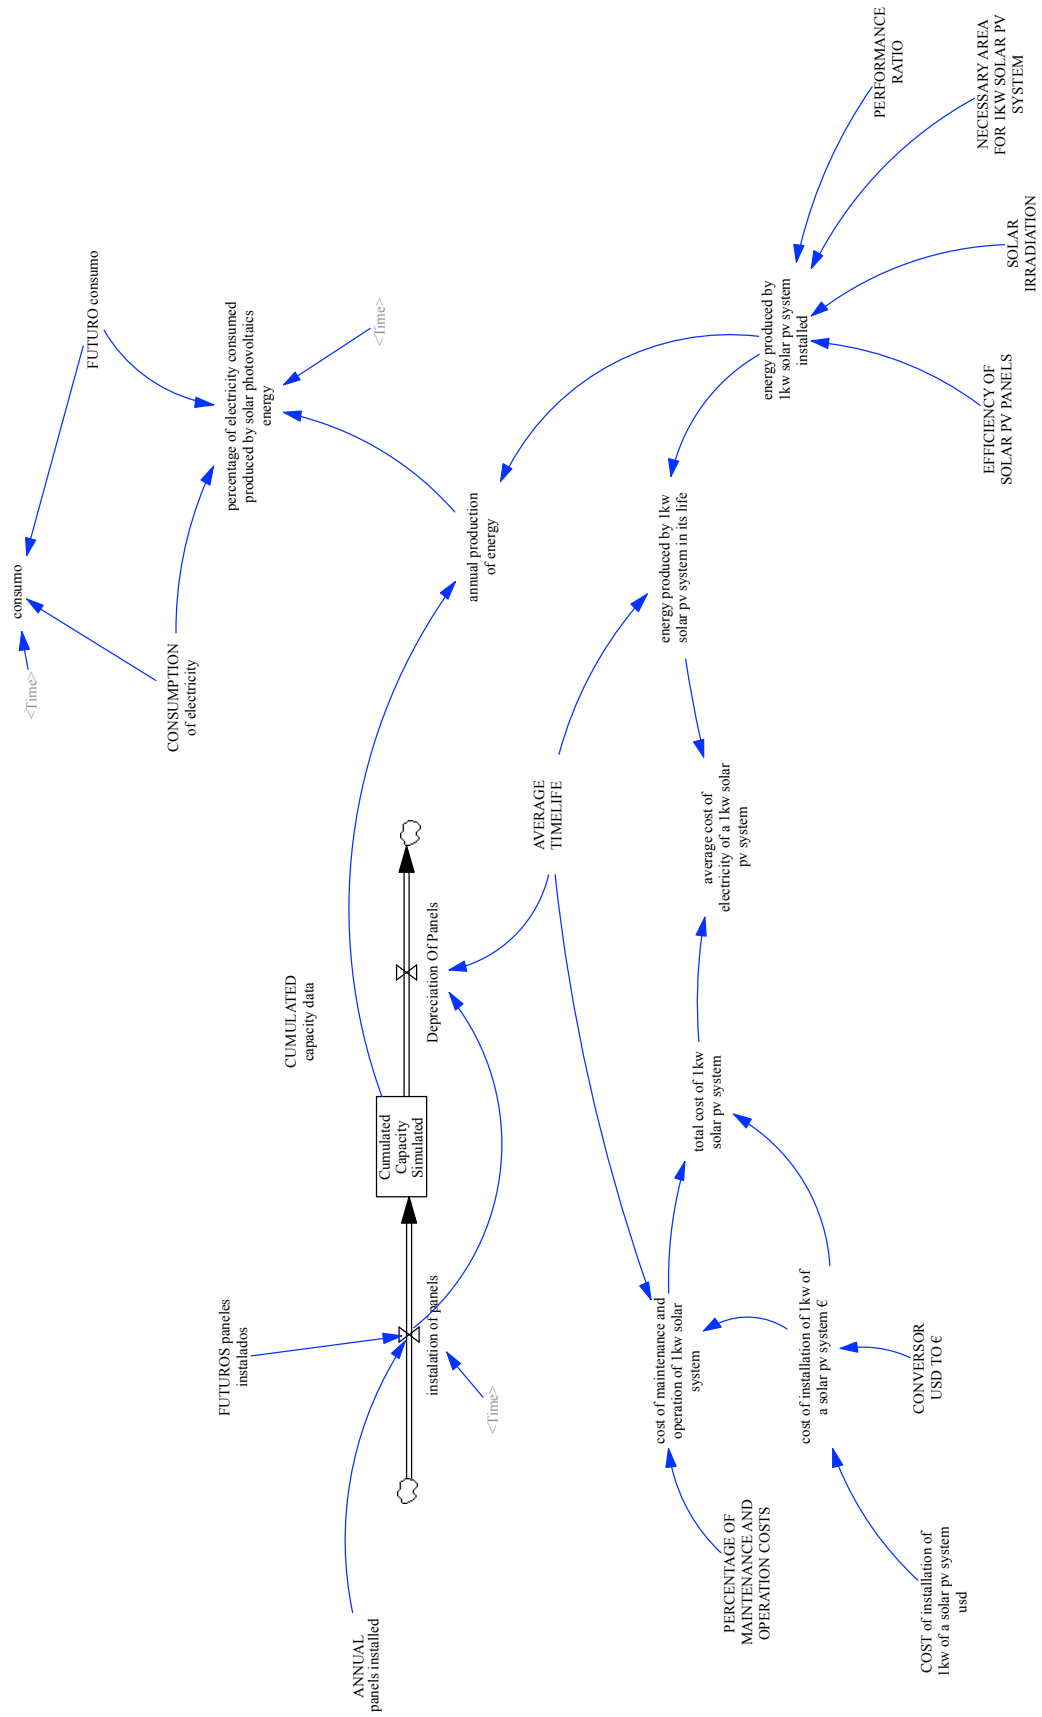 <Time>
consumo
FUTURO consumo
CONSUMPTION
of electricity
percentage of electricity consumed
produced by solar photovoltaics
energy
<Time>
FUTUROS paneles
instalados
CUMULATED
capacity data
ANNUAL
panels installed
instalation of panels
<Time>
Cumulated
Capacity
Simulated
Depreciation Of Panels
annual production
of energy
AVERAGE
TIMELIFE
energy produced by 1kw
solar pv system in its life
energy produced by
1kw solar pv system
installed
PERFORMANCE
RATIO
NECESSARY AREA
FOR 1KW SOLAR PV
SYSTEM
SOLAR
IRRADIATION
EFFICIENCY OF
SOLAR PV PANELS
average cost of
electricity of a 1kw solar
pv system
total cost of 1kw
solar pv system
cost of maintenance and
operation of 1kw solar
system
PERCENTAGE OF
MAINTENANCE AND
OPERATION COSTS
cost of installation of 1kw of
a solar pv system €
CONVERSOR
USD TO €
COST of installation of
1kw of a solar pv system
usd